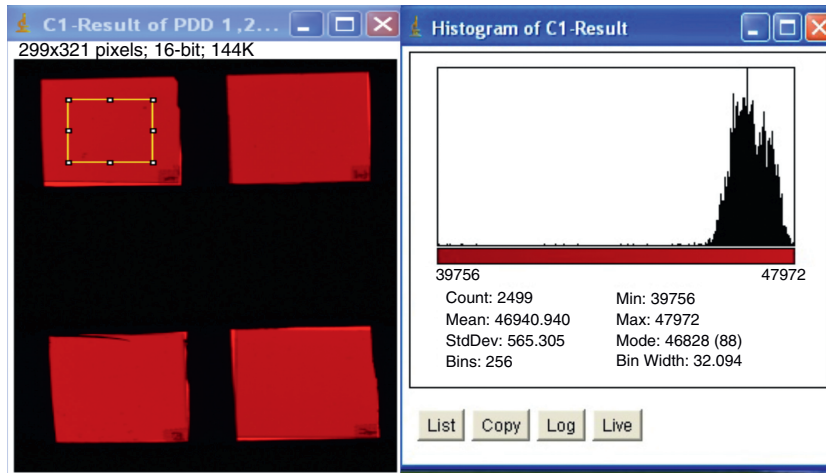 C1-Result of PDD 1,2...
299x321 pixels; 16-bit; 144K
Histogram of C1-Result
39756 47972
Count: 2499 Min: 39756
Mean: 46940.940 Max: 47972
StdDev: 565.305 Mode: 46828 (88)
Bins: 256 Bin Width: 32.094
List Copy Log Live